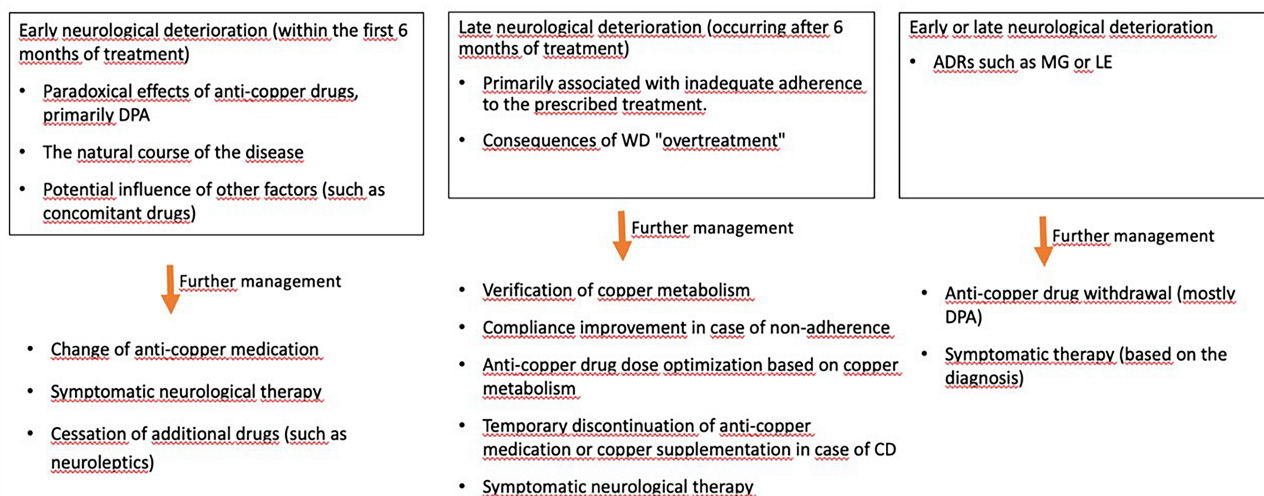 Early neurological deterioration (within the first 6
months of treatment)
• Paradoxical effects of anti-copper drugs,
primarily DPA
• The natural course of the disease
• Potential influence of other factors (such as
concomitant drugs)
Further management
• Change of anti-copper medication
• Symptomatic neurological therapy
• Cessation of additional drugs (such as
neuroleptics)
Late neurological deterioration (occurring after 6
months of treatment)
• Primarily associated with inadequate adherence
to the prescribed treatment.
• Consequences of WD "overtreatment"
Further management
• Verification of copper metabolism
• Compliance improvement in case of non-adherence
• Anti-copper drug dose optimization based on copper
metabolism
• Temporary discontinuation of anti-copper
medication or copper supplementation in case of CD
• Symptomatic neurological therapy
Early or late neurological deterioration
• ADRs such as MG or LE
Further management
• Anti-copper drug withdrawal (mostly
DPA)
• Symptomatic therapy (based on the
diagnosis)